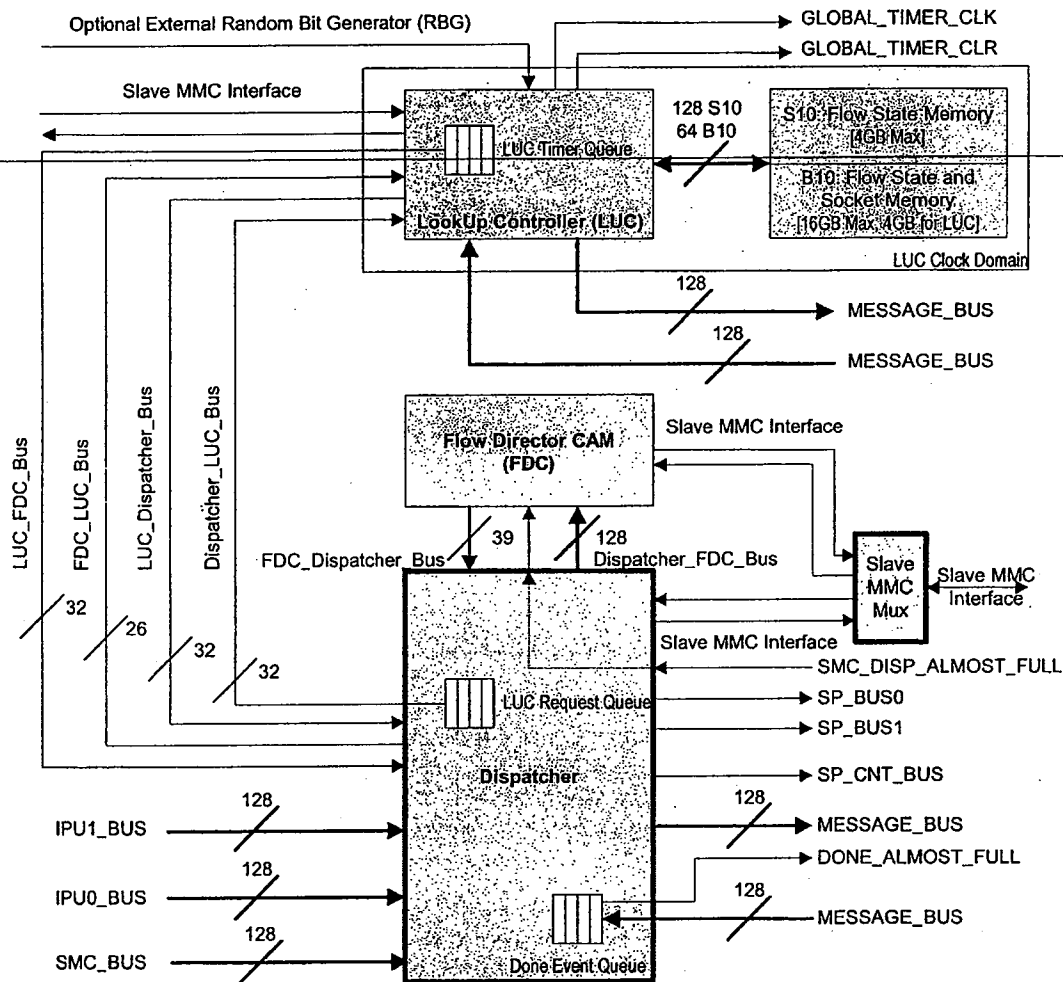 Optional External Random Bit Generator (RBG)
GLOBAL_TIMER_CLK
GLOBAL_TIMER_CLR
Slave MMC Interface
128 S10
64 B10
S10: Flow State Memory
[4GB Max]
LUC Timer Queue
B10: Flow State and
Socket Memory
[16GB Max, 4GB for LUC]
LookUp Controller (LUC)
LUC Clock Domain
128
MESSAGE_BUS
128
MESSAGE_BUS
LUC_FDC_Bus
FDC_LUC_Bus
LUC_Dispatcher_Bus
Dispatcher_LUC_Bus
Flow Director CAM
(FDC)
Slave MMC Interface
39
128
FDC_Dispatcher_Bus
Dispatcher_FDC_Bus
Slave
MMC
Mux
Slave MMC
Interface
32
26
32
32
Slave MMC Interface
SMC_DISP_ALMOST_FULL
LUC Request Queue
SP_BUS0
SP_BUS1
Dispatcher
SP_CNT_BUS
IPU1_BUS
128
128
MESSAGE_BUS
DONE_ALMOST_FULL
IPU0_BUS
128
128
MESSAGE_BUS
SMC_BUS
128
Done Event Queue